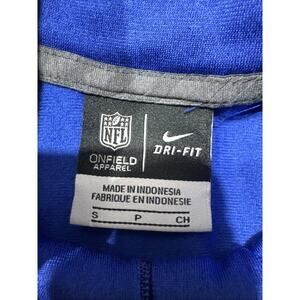 NFL
ONFIELD
APPAREL
DRI-FIT
MADE IN INDONESIA
FABRIQUE EN INDONESIE
S P CH